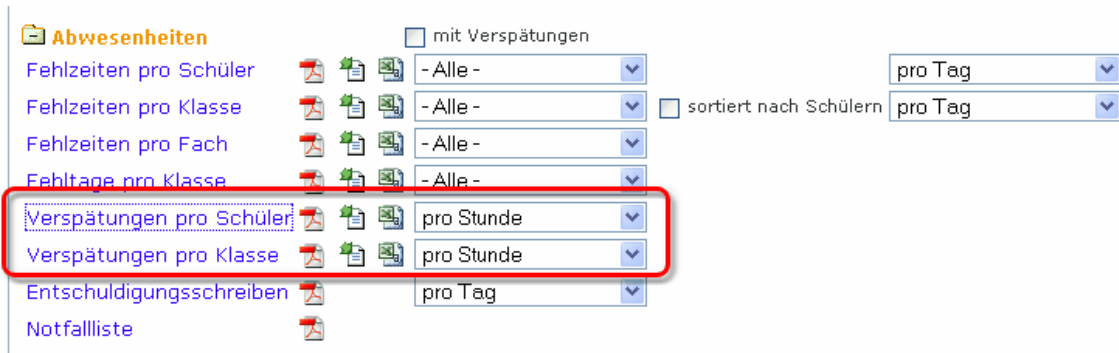 Abwesenheiten mit Verspätungen
Fehlzeiten pro Schüler - Alle - pro Tag
Fehlzeiten pro Klasse - Alle - sortiert nach Schülern pro Tag
Fehlzeiten pro Fach - Alle -
Fehltage pro Klasse - Alle -
Verspätungen pro Schüler pro Stunde
Verspätungen pro Klasse pro Stunde
Entschuldigungsschreiben pro Tag
Notfallliste